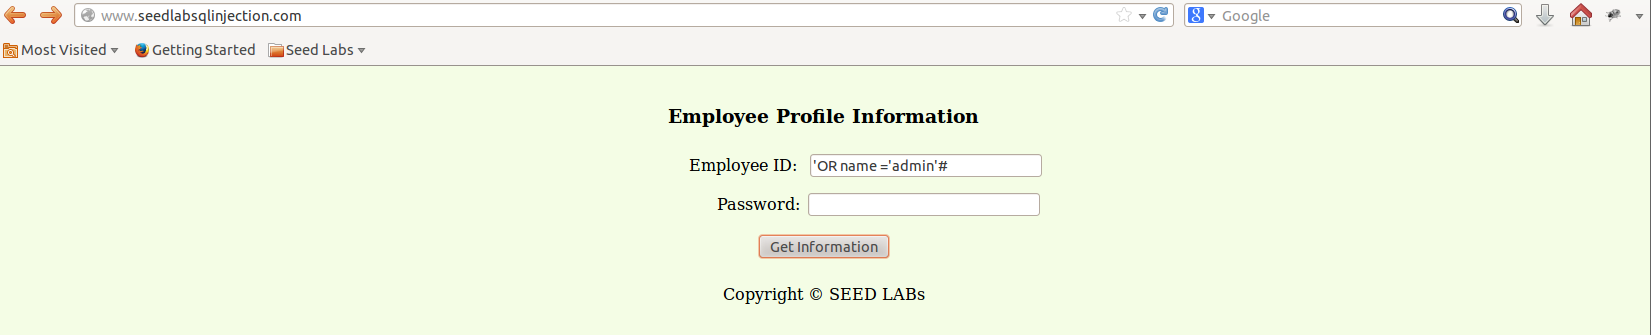 www.seedlabsqlinjection.com
8 Google
Most Visited Getting Started Seed Labs
Employee Profile Information
Employee ID: 'OR name ='admin'#
Password:
Get Information
Copyright © SEED LABs